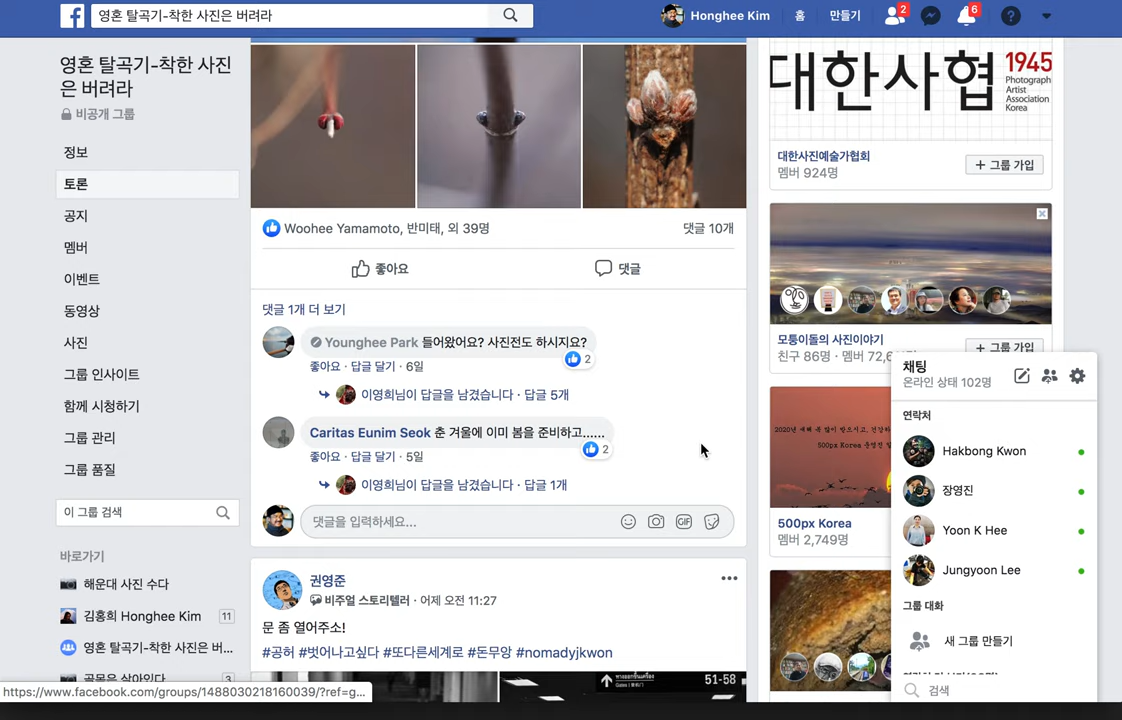 영혼 탈곡기-착한 사진은 버려라
Honghee Kim
홈
만들기
2
6
영혼 탈곡기-착한 사진
은 버려라
비공개 그룹
정보
토론
공지
멤버
이벤트
동영상
사진
그룹 인사이트
함께 시청하기
그룹 관리
그룹 품질
이 그룹 검색
바로가기
해운대 사진 수다
김홍희 Honghee Kim 11
영혼 탈곡기-착한 사진은 버...
골목은 살아있다 3
https://www.facebook.com/groups/1488030218160039/?ref=g...
Woohee Yamamoto, 반미태, 외 39명
댓글 10개
좋아요
댓글
댓글 1개 더 보기
Younghee Park 들어왔어요? 사진전도 하시지요?
2
좋아요 · 답글 달기 · 6일
이영희님이 답글을 남겼습니다 · 답글 5개
Caritas Eunim Seok 춘 겨울에 이미 봄을 준비하고......
2
좋아요 · 답글 달기 · 5일
이영희님이 답글을 남겼습니다 · 답글 1개
댓글을 입력하세요...
GIF
권영준
비주얼 스토리텔러 · 어제 오전 11:27
문 좀 열어주소!
#공허 #벗어나고싶다 #또다른세계로 #돈무앙 #nomadyjkwon
51-58
대한사협
1945
Photograph
Artist
Association
Korea
대한사진예술가협회
멤버 924명
+ 그룹 가입
모퉁이돌의 사진이야기
친구 86명 · 멤버 72,6
+ 그룹 가입
500px Korea
멤버 2,749명
채팅
온라인 상태 102명
연락처
Hakbong Kwon
장영진
Yoon K Hee
Jungyoon Lee
그룹 대화
새 그룹 만들기
검색